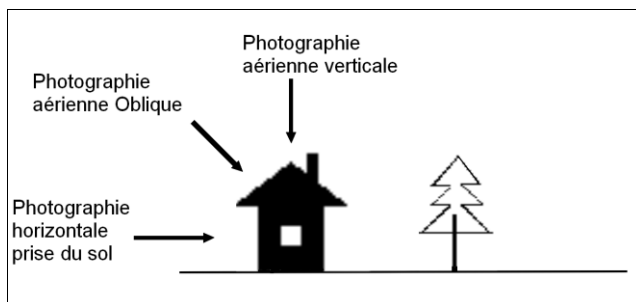 Photographie
aérienne verticale
Photographie
aérienne Oblique
Photographie
horizontale
prise du sol